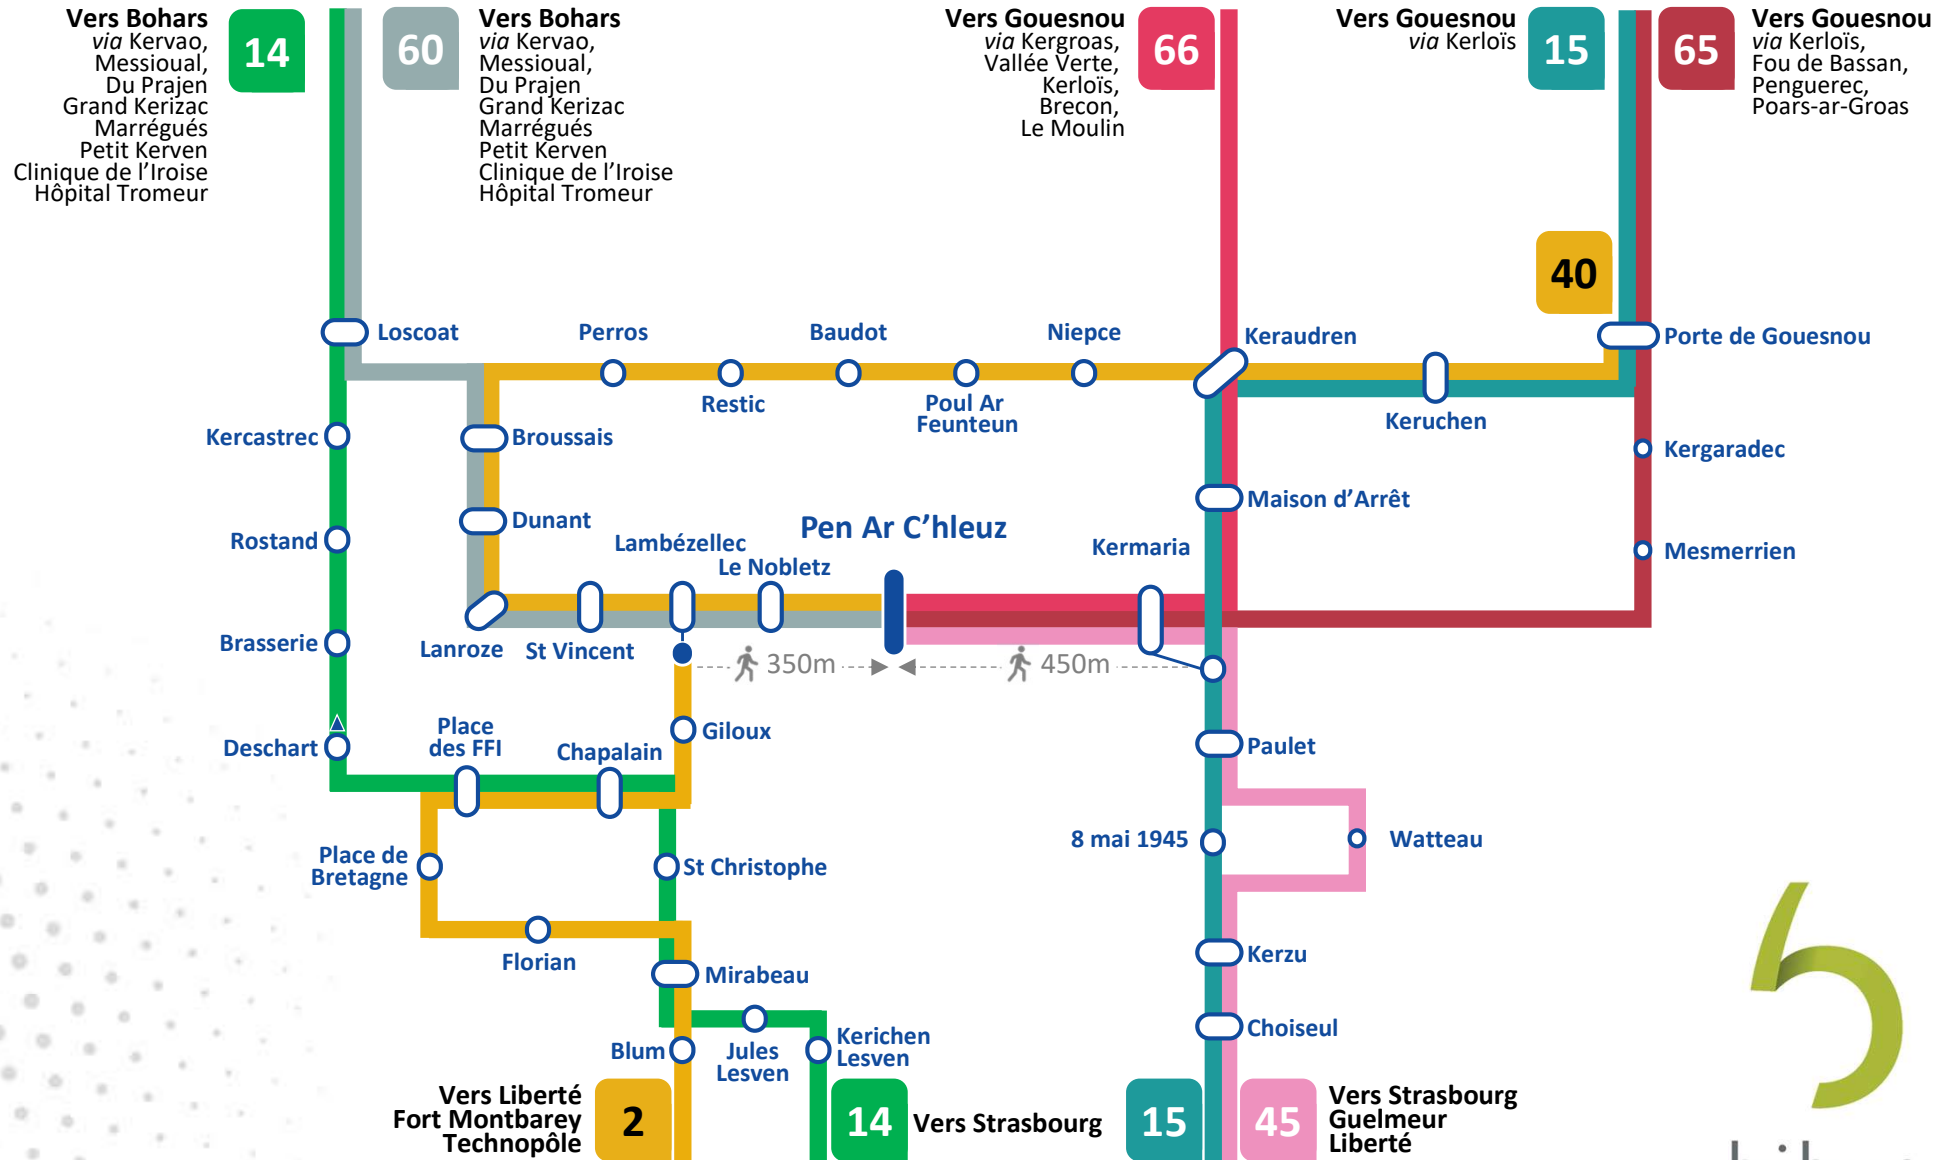 Vers Bohars
via Kervao,
Messioual,
Du Prajen
Grand Kerizac
Marrégués
Petit Kerven
Clinique de l'Iroise
Hôpital Tromeur
14
60
Vers Bohars
via Kervao,
Messioual,
Du Prajen
Grand Kerizac
Marrégués
Petit Kerven
Clinique de l'Iroise
Hôpital Tromeur
Vers Gouesnou
via Kergroas,
Vallée Verte,
Kerloïs,
Brecon,
Le Moulin
66
Vers Gouesnou
via Kerloïs
15
65
Vers Gouesnou
via Kerloïs,
Fou de Bassan,
Penguerec,
Poars-ar-Groas
40
Loscoat
Perros
Baudot
Niepce
Keraudren
Porte de Gouesnou
Restic
Poul Ar
Feunteun
Keruchen
Kercastrec
Broussais
Kergaradec
Maison d'Arrêt
Rostand
Dunant
Lambézellec
Le Nobletz
Pen Ar C'hleuz
Kermaria
Mesmerrien
Brasserie
Lanroze
St Vincent
350m
450m
Deschart
Place
des FFI
Chapalain
Giloux
Paulet
Place de
Bretagne
St Christophe
8 mai 1945
Watteau
Florian
Mirabeau
Kerzu
Blum
Jules
Lesven
Kerichen
Lesven
Choiseul
Vers Liberté
Fort Montbarey
Technopôle
2
14
Vers Strasbourg
15
45
Vers Strasbourg
Guelmeur
Liberté